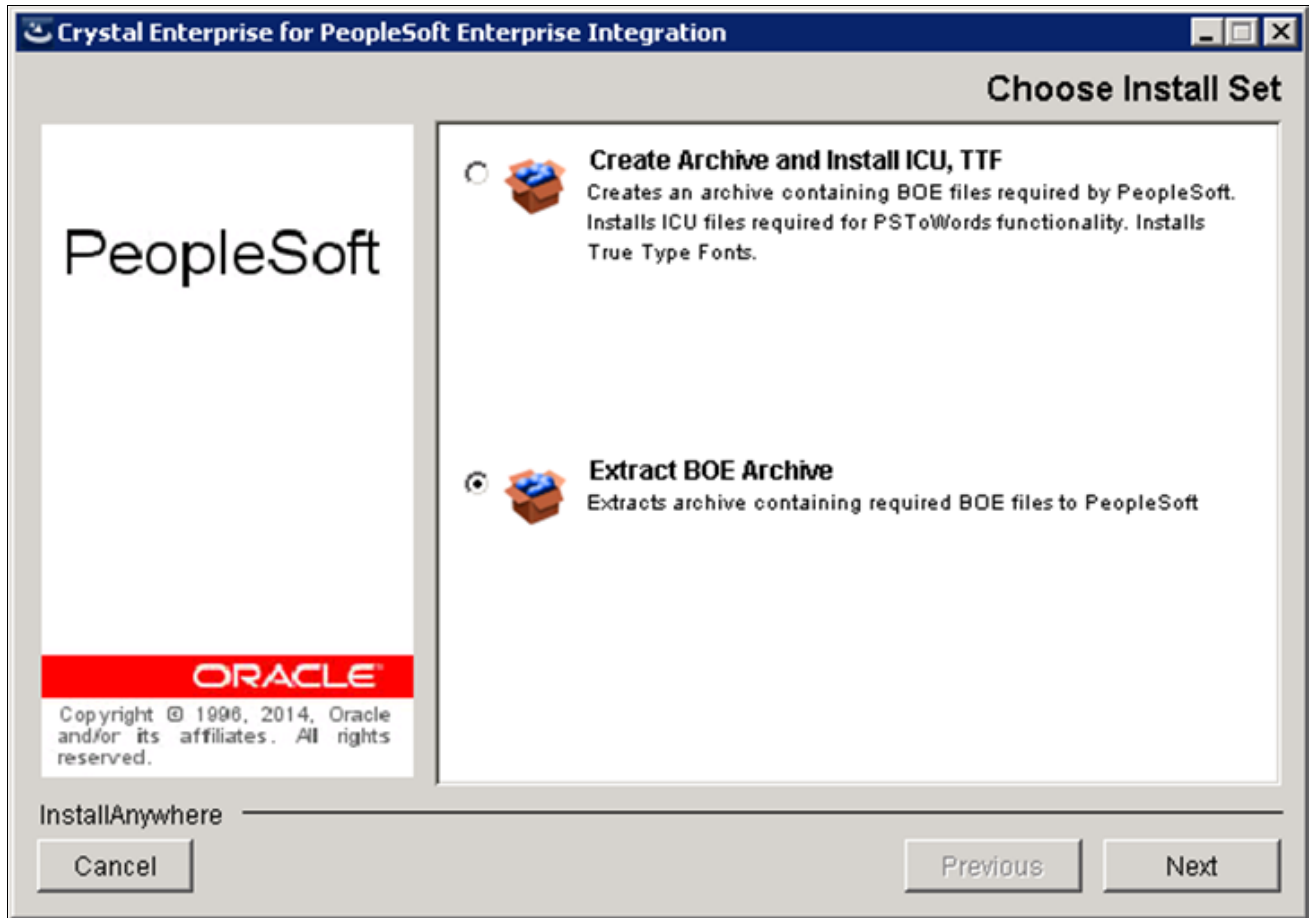 Crystal Enterprise for PeopleSoft Enterprise Integration
Choose Install Set
PeopleSoft
ORACLE
Copyright © 1996, 2014, Oracle
and/or its affiliates. All rights
reserved.
Create Archive and Install ICU, TTF
Creates an archive containing BOE files required by PeopleSoft.
Installs ICU files required for PSToWords functionality. Installs
True Type Fonts.
Extract BOE Archive
Extracts archive containing required BOE files to PeopleSoft
InstallAnywhere
Cancel
Previous
Next